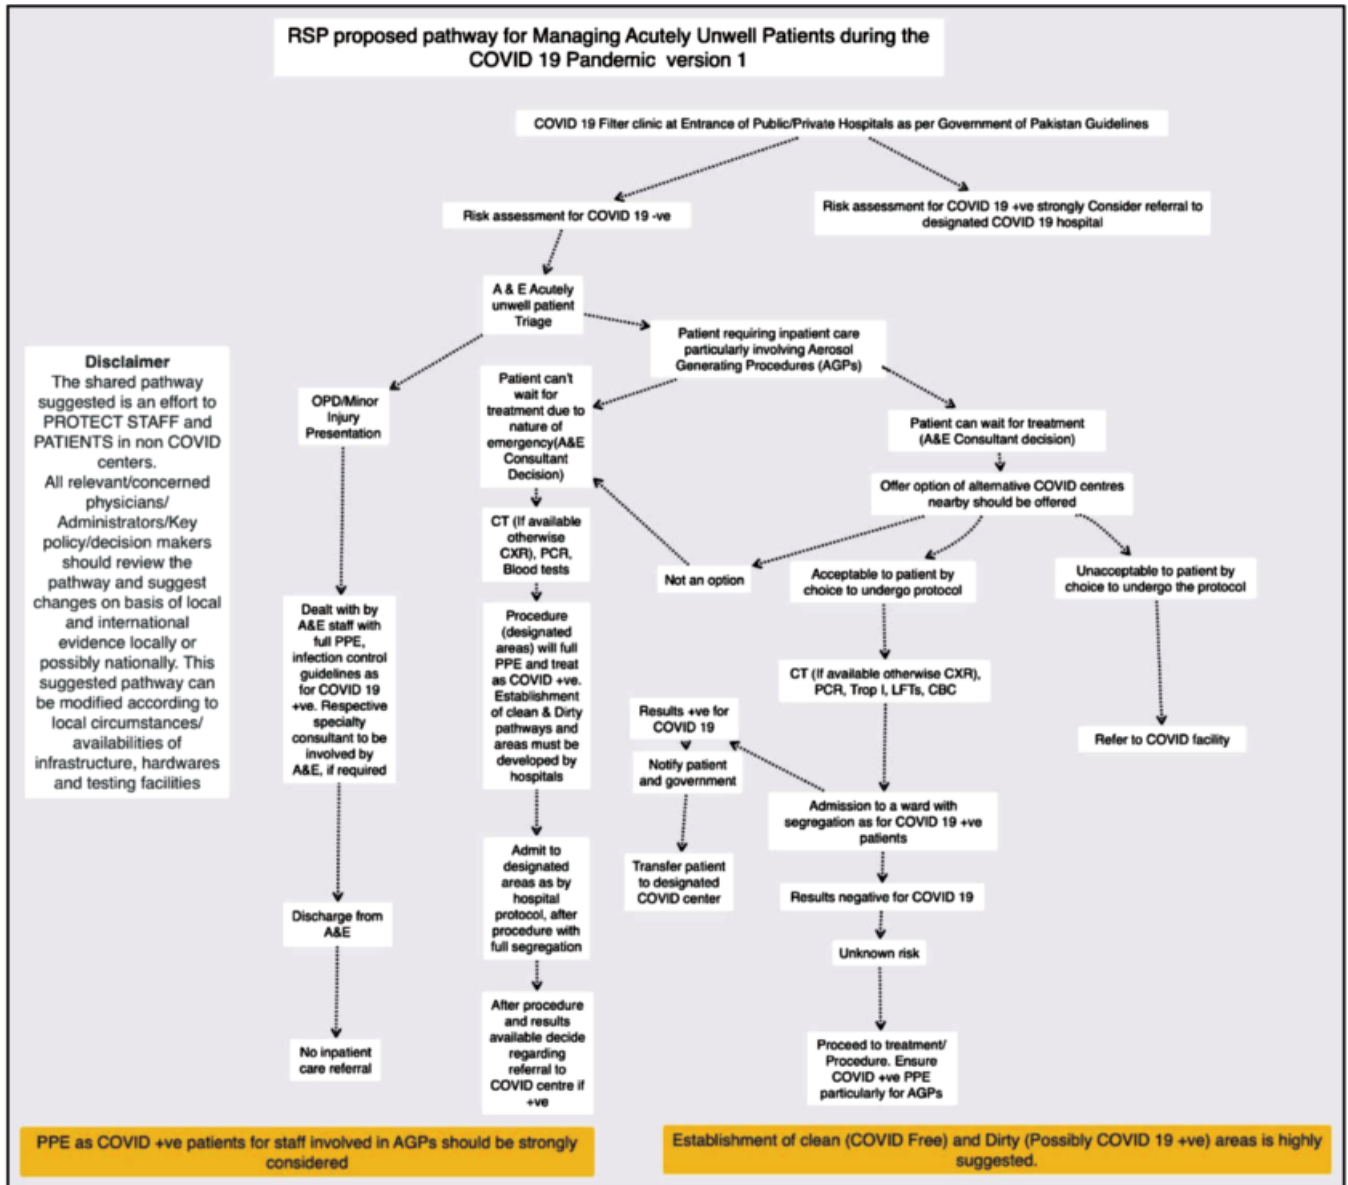 RSP proposed pathway for Managing Acutely Unwell Patients during the
COVID 19 Pandemic version 1
COVID 19 Filter clinic at Entrance of Public/Private Hospitals as per Government of Pakistan Guidelines
Risk assessment for COVID 19 -ve
Risk assessment for COVID 19 +ve strongly Consider referral to
designated COVID 19 hospital
A & E Acutely
unwell patient
Triage
Patient requiring inpatient care
particularly involving Aerosol
Generating Procedures (AGPs)
Disclaimer
The shared pathway
suggested is an effort to
PROTECT STAFF and
PATIENTS in non COVID
centers.
All relevant/concerned
physicians/
Administrators/Key
policy/decision makers
should review the
pathway and suggest
changes on basis of local
and international
evidence locally or
possibly nationally. This
suggested pathway can
be modified according to
local circumstances/
availabilities of
infrastructure, hardwares
and testing facilities
OPD/Minor
Injury
Presentation
Dealt with by
A&E staff with
full PPE,
infection control
guidelines as
for COVID 19
+ve. Respective
specialty
consultant to be
involved by
A&E, if required
Discharge from
A&E
No inpatient
care referral
Patient can't
wait for
treatment due to
nature of
emergency(A&E
Consultant
Decision)
CT (If available
otherwise
CXR), PCR,
Blood tests
Procedure
(designated
areas) will full
PPE and treat
as COVID +ve.
Establishment
of clean & Dirty
pathways and
areas must be
developed by
hospitals
Admit to
designated
areas as by
hospital
protocol, after
procedure with
full segregation
After procedure
and results
available decide
regarding
referral to
COVID centre if
+ve
Patient can wait for treatment
(A&E Consultant decision)
Offer option of alternative COVID centres
nearby should be offered
Not an option
Acceptable to patient by
choice to undergo protocol
Unacceptable to patient by
choice to undergo the protocol
CT (If available otherwise CXR),
PCR, Trop I, LFTs, CBC
Refer to COVID facility
Results +ve for
COVID 19
Notify patient
and government
Transfer patient
to designated
COVID center
Admission to a ward with
segregation as for COVID 19 +ve
patients
Results negative for COVID 19
Unknown risk
Proceed to treatment/
Procedure. Ensure
COVID +ve PPE
particularly for AGPs
PPE as COVID +ve patients for staff involved in AGPs should be strongly
considered
Establishment of clean (COVID Free) and Dirty (Possibly COVID 19 +ve) areas is highly
suggested.